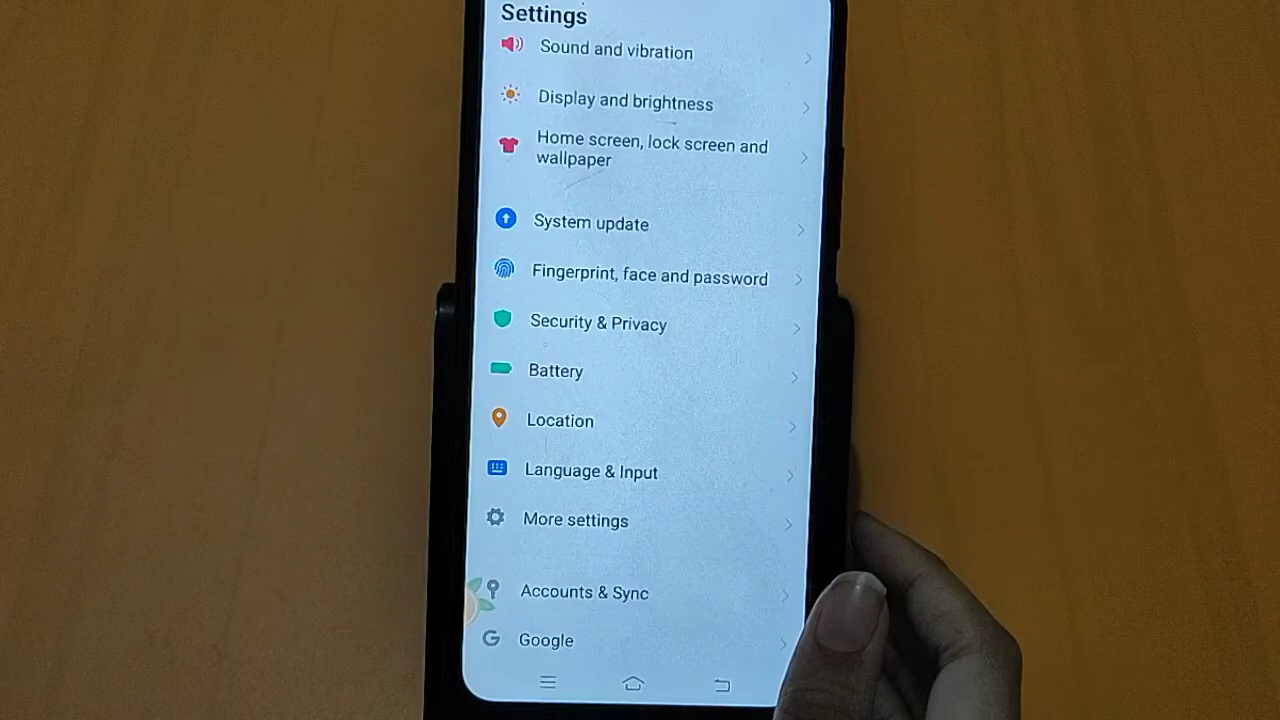 Settings
Sound and vibration
Display and brightness
Home screen, lock screen and
wallpaper
System update
Fingerprint, face and password
Security & Privacy
Battery
Location
Language & Input
More settings
Accounts & Sync
Google